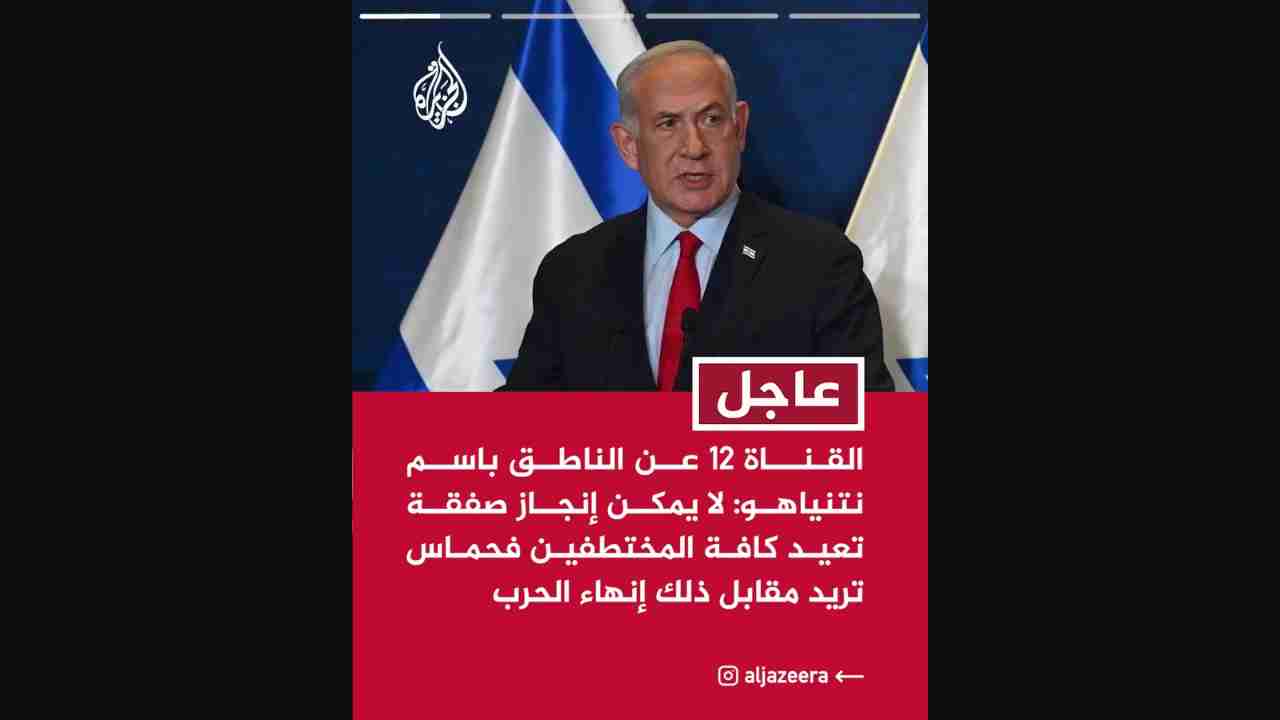 الجزيرة
عاجل
القناة 12 عن الناطق باسم
نتنياهو: لا يمكن إنجاز صفقة
تعيد كافة المختطفين فحماس
تريد مقابل ذلك إنهاء الحرب
aljazeera